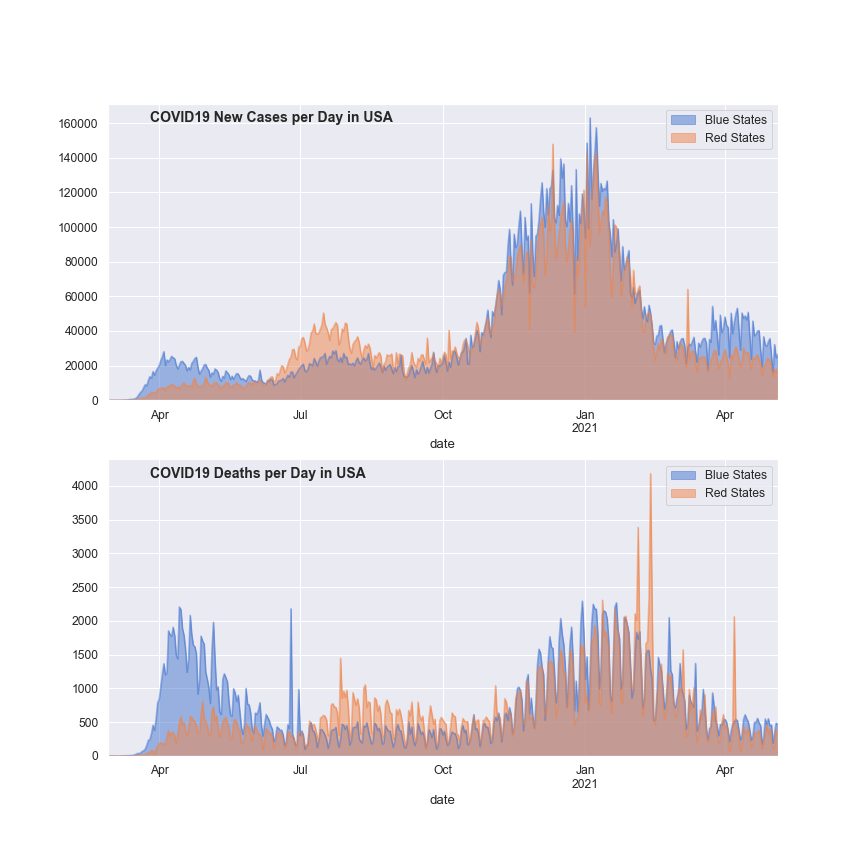 COVID19 New Cases per Day in USA
Blue States
Red States
160000
140000
120000
100000
80000
60000
40000
20000
0
Apr Jul Oct Jan Apr
2021
date
COVID19 Deaths per Day in USA
Blue States
Red States
4000
3500
3000
2500
2000
1500
1000
500
0
Apr Jul Oct Jan Apr
2021
date